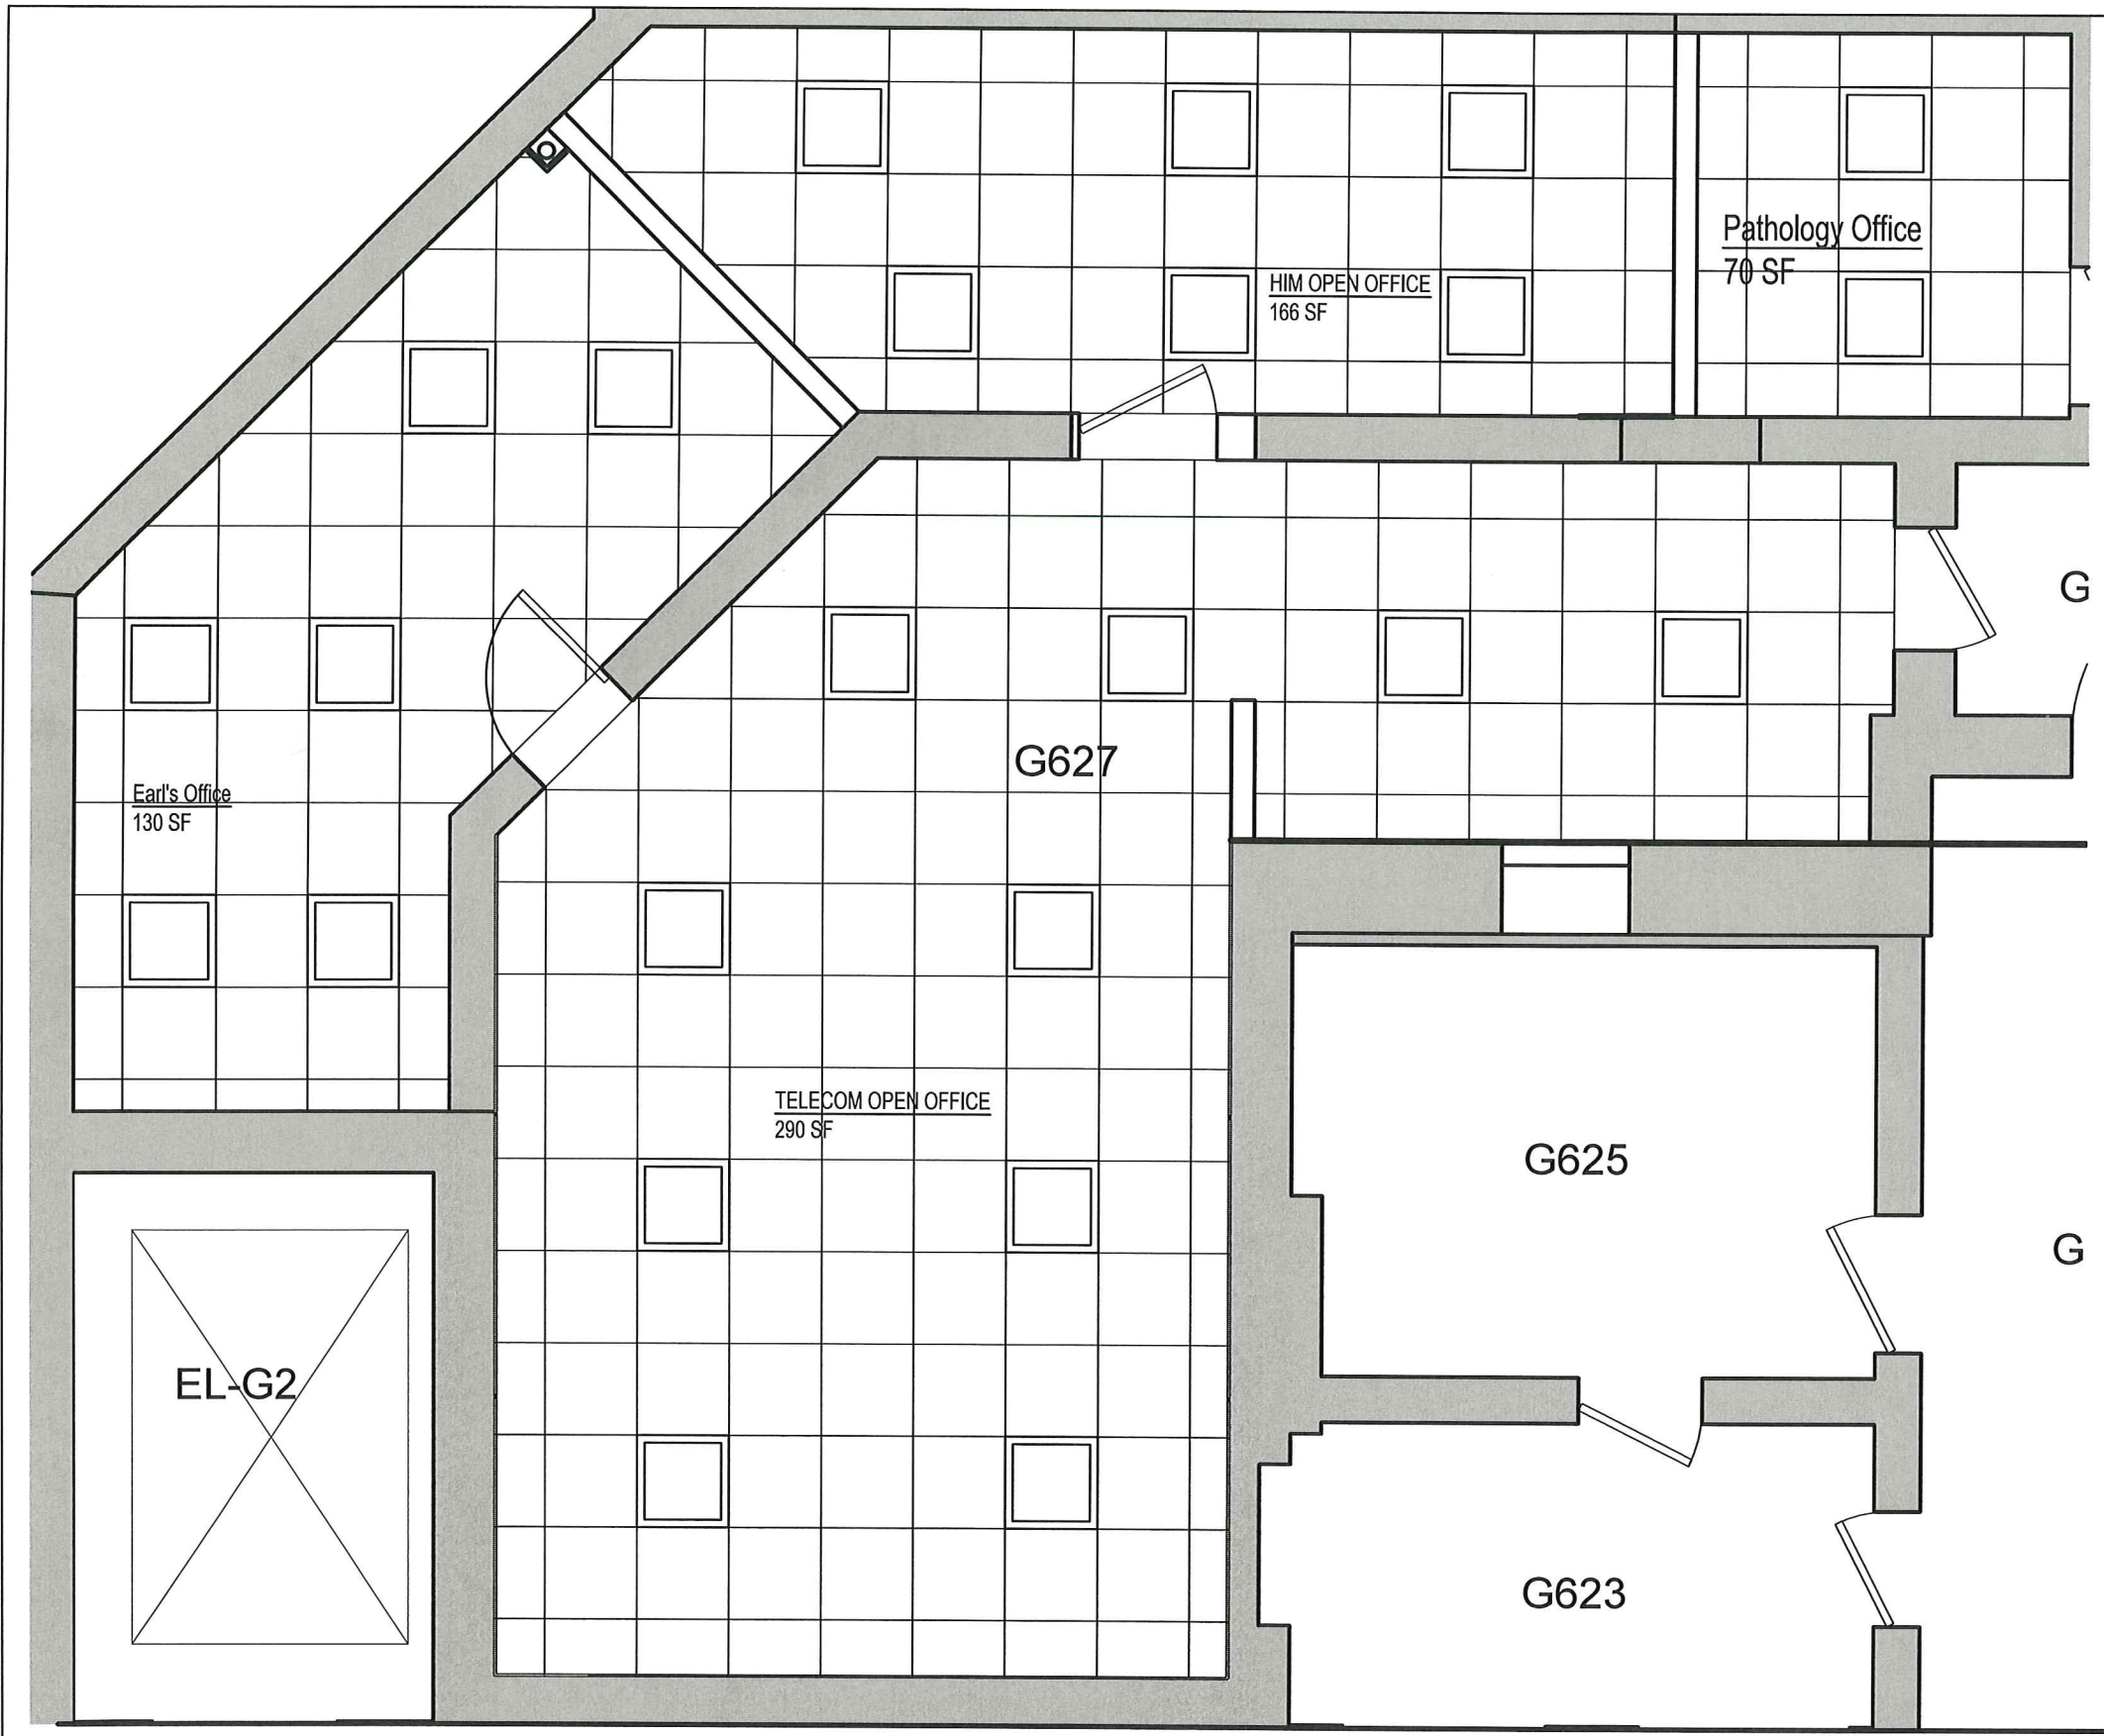 Pathology Office
70 SF
HIM OPEN OFFICE
166 SF
G
G627
Earl's Office
130 SF
TELECOM OPEN OFFICE
290 SF
G625
G
EL-G2
G623